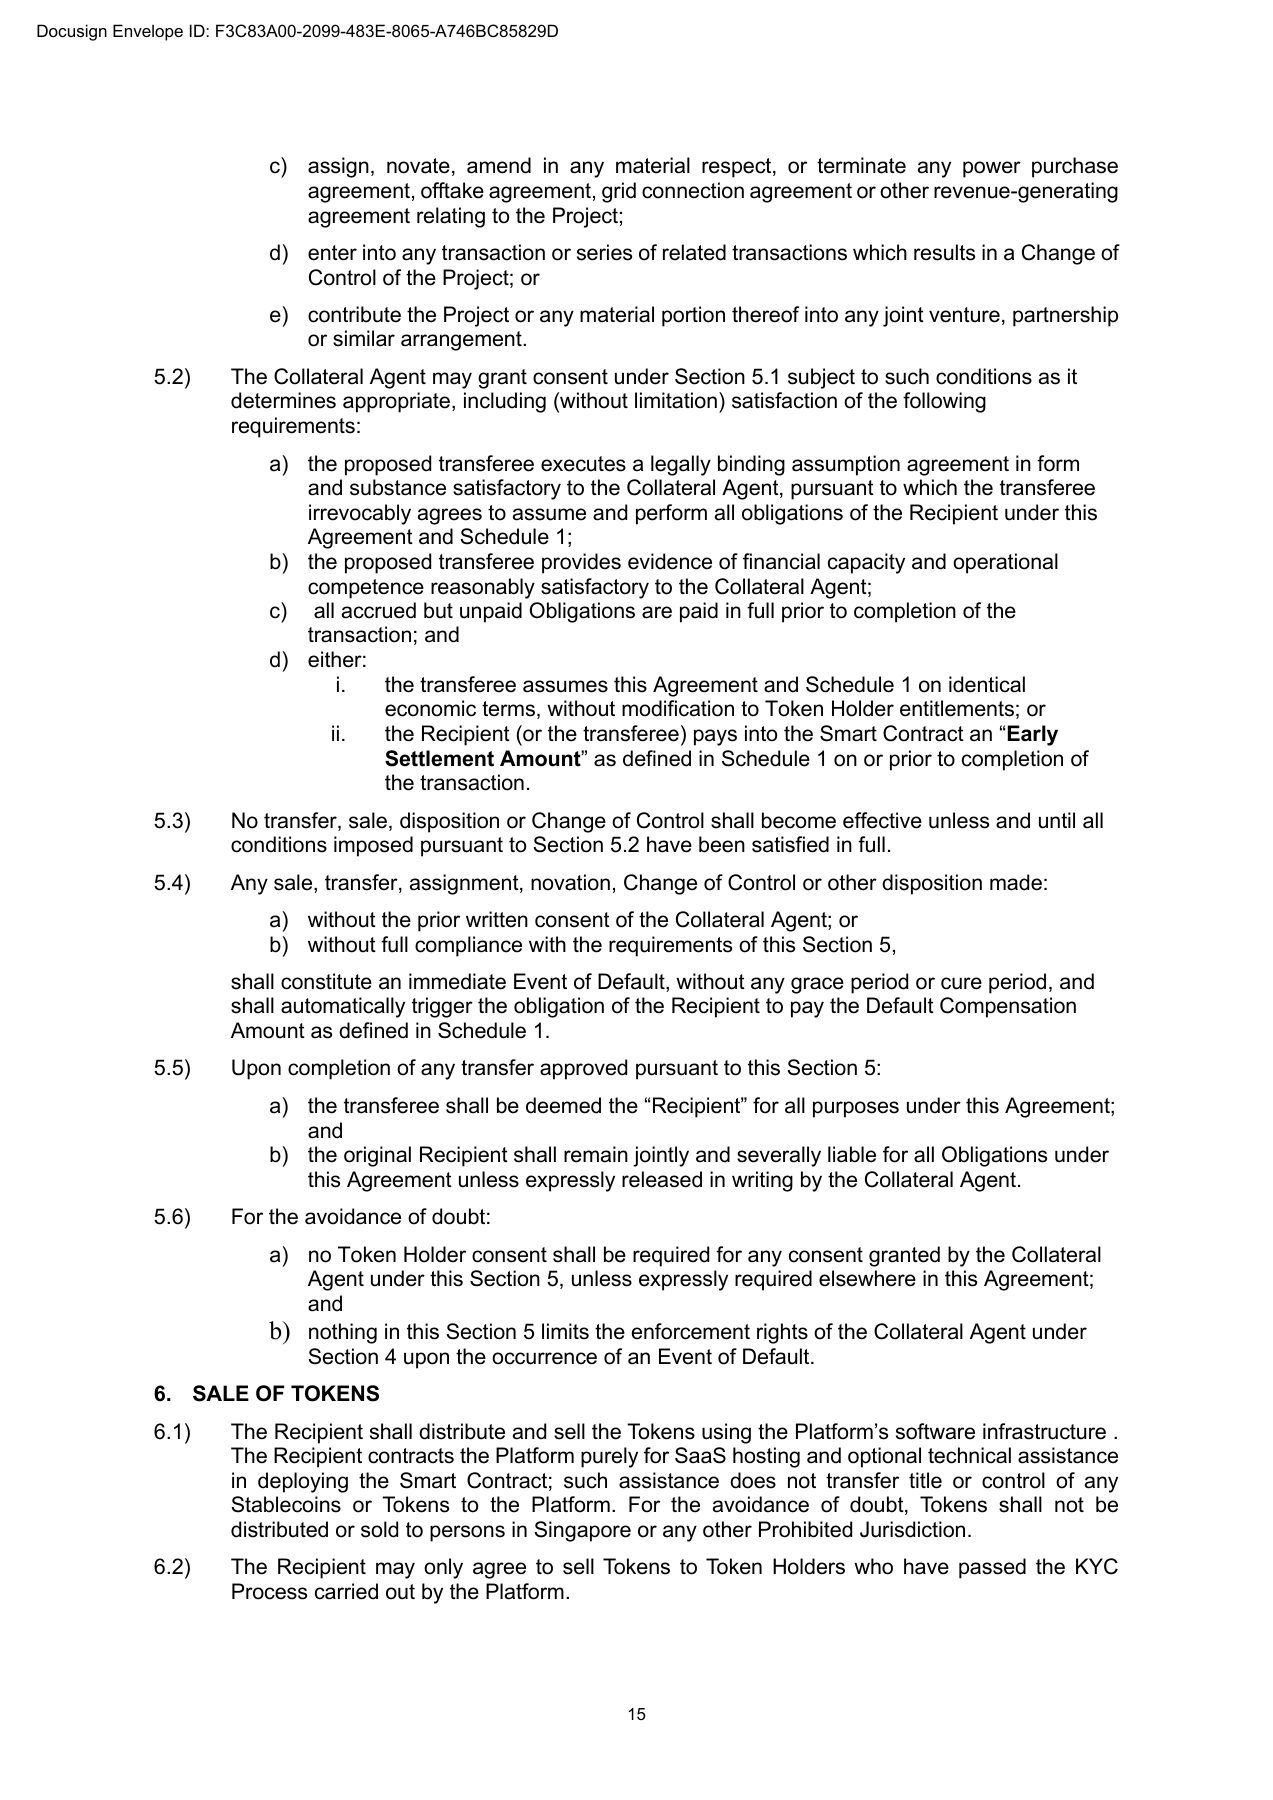 Docusign Envelope ID: F3C83A00-2099-483E-8065-A746BC85829D
c) assign, novate, amend in any material respect, or terminate any power purchase
agreement, offtake agreement, grid connection agreement or other revenue-generating
agreement relating to the Project;
d) enter into any transaction or series of related transactions which results in a Change of
Control of the Project; or
e) contribute the Project or any material portion thereof into any joint venture, partnership
or similar arrangement.
5.2) The Collateral Agent may grant consent under Section 5.1 subject to such conditions as it
determines appropriate, including (without limitation) satisfaction of the following
requirements:
a) the proposed transferee executes a legally binding assumption agreement in form
and substance satisfactory to the Collateral Agent, pursuant to which the transferee
irrevocably agrees to assume and perform all obligations of the Recipient under this
Agreement and Schedule 1;
b) the proposed transferee provides evidence of financial capacity and operational
competence reasonably satisfactory to the Collateral Agent;
c) all accrued but unpaid Obligations are paid in full prior to completion of the
transaction; and
d) either:
i. the transferee assumes this Agreement and Schedule 1 on identical
economic terms, without modification to Token Holder entitlements; or
ii. the Recipient (or the transferee) pays into the Smart Contract an “Early
Settlement Amount” as defined in Schedule 1 on or prior to completion of
the transaction.
5.3) No transfer, sale, disposition or Change of Control shall become effective unless and until all
conditions imposed pursuant to Section 5.2 have been satisfied in full.
5.4) Any sale, transfer, assignment, novation, Change of Control or other disposition made:
a) without the prior written consent of the Collateral Agent; or
b) without full compliance with the requirements of this Section 5,
shall constitute an immediate Event of Default, without any grace period or cure period, and
shall automatically trigger the obligation of the Recipient to pay the Default Compensation
Amount as defined in Schedule 1.
5.5) Upon completion of any transfer approved pursuant to this Section 5:
a) the transferee shall be deemed the “Recipient” for all purposes under this Agreement;
and
b) the original Recipient shall remain jointly and severally liable for all Obligations under
this Agreement unless expressly released in writing by the Collateral Agent.
5.6) For the avoidance of doubt:
a) no Token Holder consent shall be required for any consent granted by the Collateral
Agent under this Section 5, unless expressly required elsewhere in this Agreement;
and
b) nothing in this Section 5 limits the enforcement rights of the Collateral Agent under
Section 4 upon the occurrence of an Event of Default.
6. SALE OF TOKENS
6.1) The Recipient shall distribute and sell the Tokens using the Platform’s software infrastructure .
The Recipient contracts the Platform purely for SaaS hosting and optional technical assistance
in deploying the Smart Contract; such assistance does not transfer title or control of any
Stablecoins or Tokens to the Platform. For the avoidance of doubt, Tokens shall not be
distributed or sold to persons in Singapore or any other Prohibited Jurisdiction.
6.2) The Recipient may only agree to sell Tokens to Token Holders who have passed the KYC
Process carried out by the Platform.
15